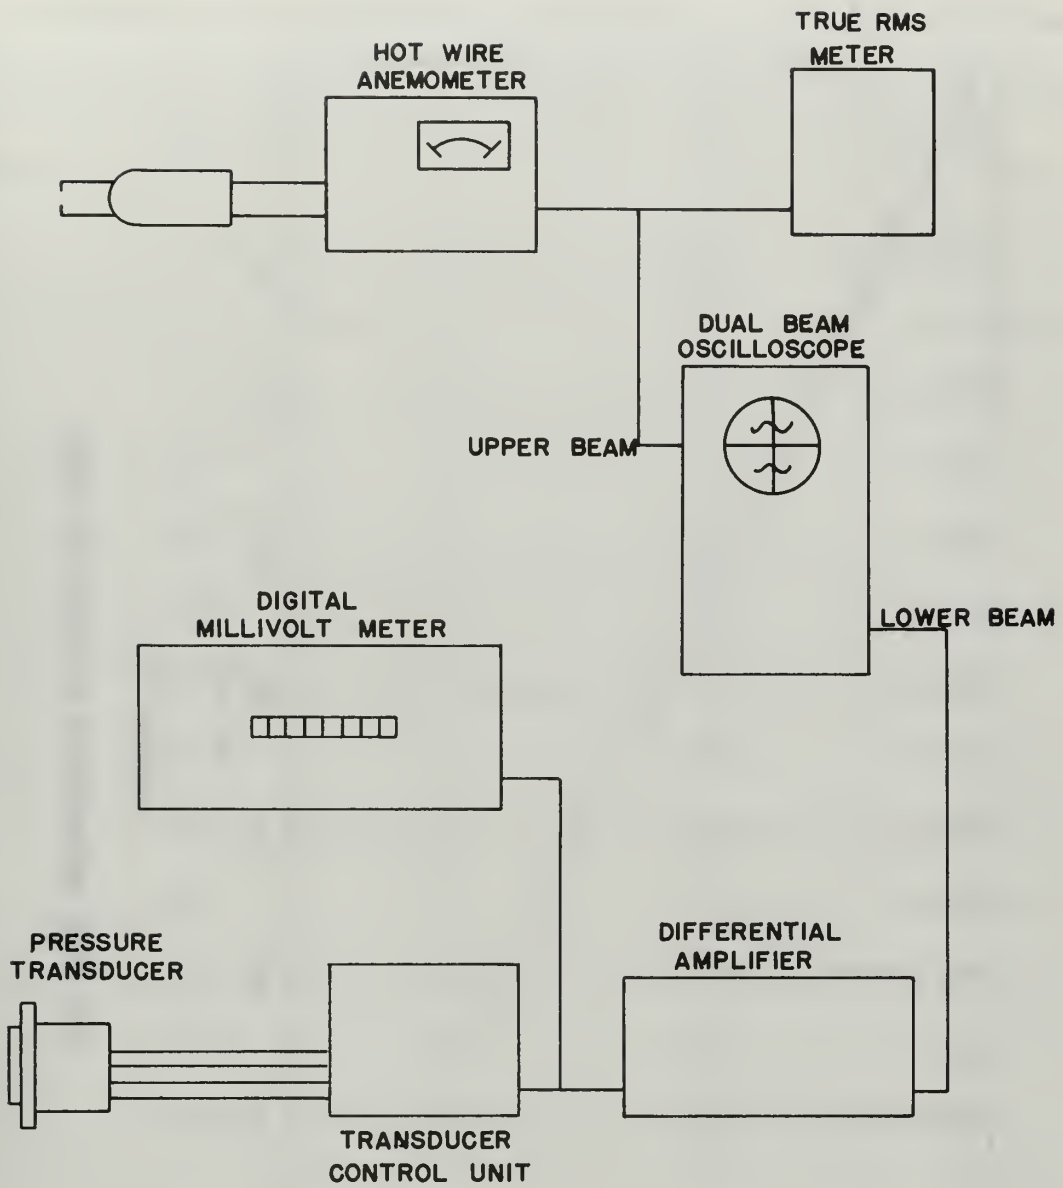 TRUE RMS
METER
HOT WIRE
ANEMOMETER
DUAL BEAM
OSCILLOSCOPE
UPPER BEAM
LOWER BEAM
DIGITAL
MILLIVOLT METER
PRESSURE
TRANSDUCER
DIFFERENTIAL
AMPLIFIER
TRANSDUCER
CONTROL UNIT